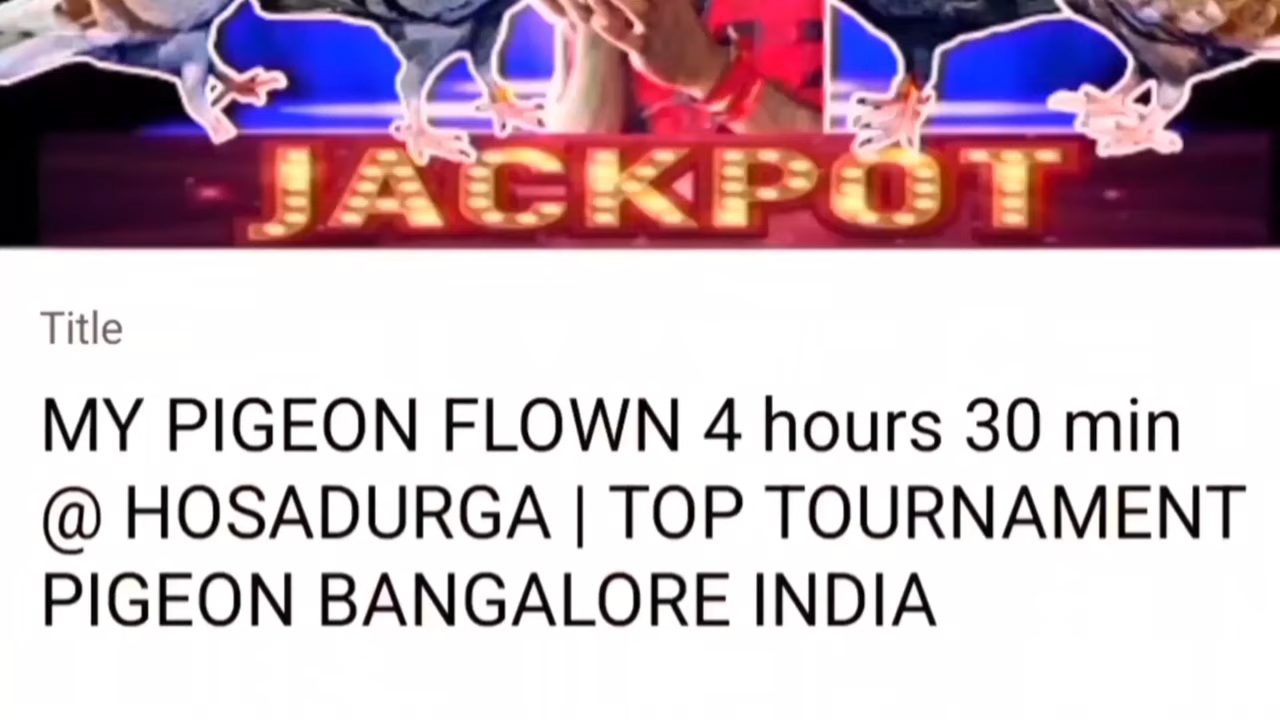 JACKPOT
Title
MY PIGEON FLOWN 4 hours 30 min
@ HOSADURGA | TOP TOURNAMENT
PIGEON BANGALORE INDIA